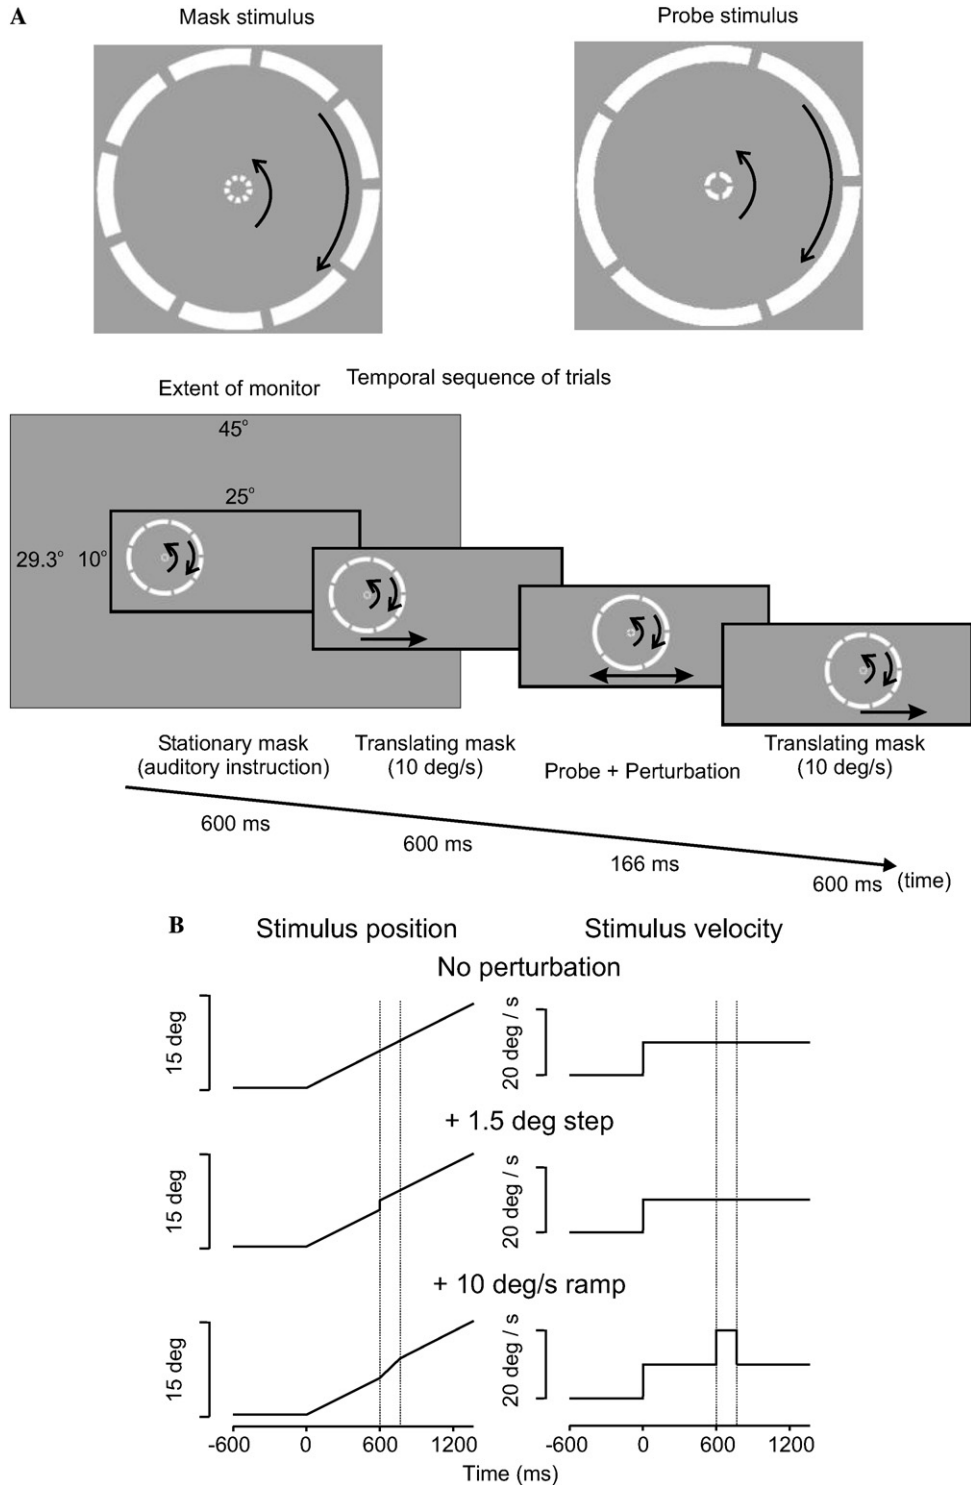 A
Mask stimulus
Probe stimulus
Temporal sequence of trials
Extent of monitor
45°
25°
29.3°
10°
Stationary mask
(auditory instruction)
Translating mask
(10 deg/s)
Probe + Perturbation
Translating mask
(10 deg/s)
600 ms
600 ms
166 ms
600 ms
(time)
B
Stimulus position
Stimulus velocity
No perturbation
15 deg
20 deg / s
+ 1.5 deg step
15 deg
20 deg / s
+ 10 deg/s ramp
15 deg
20 deg / s
-600 0 600 1200
-600 0 600 1200
Time (ms)